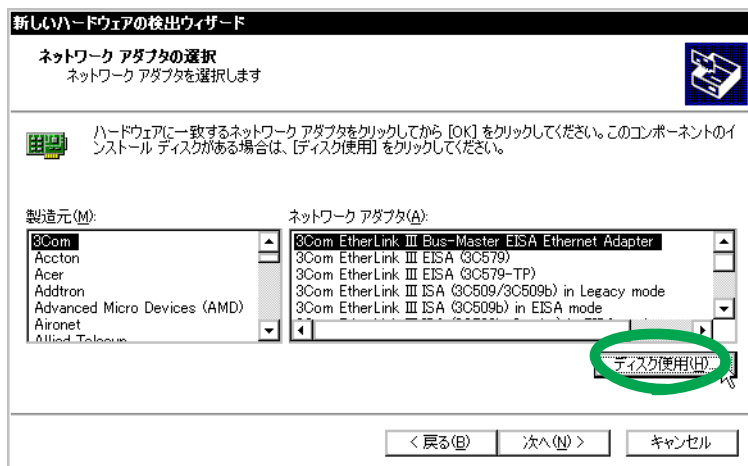 新しいハードウェアの検出ウィザード
ネットワーク アダプタの選択
ネットワーク アダプタを選択します
ハードウェアに一致するネットワーク アダプタをクリックしてから [OK] をクリックしてください。このコンポーネントのイ
ンストール ディスクがある場合は、[ディスク使用] をクリックしてください。
製造元(M):
3Com
Accton
Acer
Addtron
Advanced Micro Devices (AMD)
Aironet
Allied Telesyn
ネットワーク アダプタ(A):
3Com EtherLink III Bus-Master EISA Ethernet Adapter
3Com EtherLink III EISA (3C579)
3Com EtherLink III EISA (3C579-TP)
3Com EtherLink III ISA (3C509/3C509b) in Legacy mode
3Com EtherLink III ISA (3C509b) in EISA mode
ディスク使用(H)...
< 戻る(B)
次へ(N) >
キャンセル